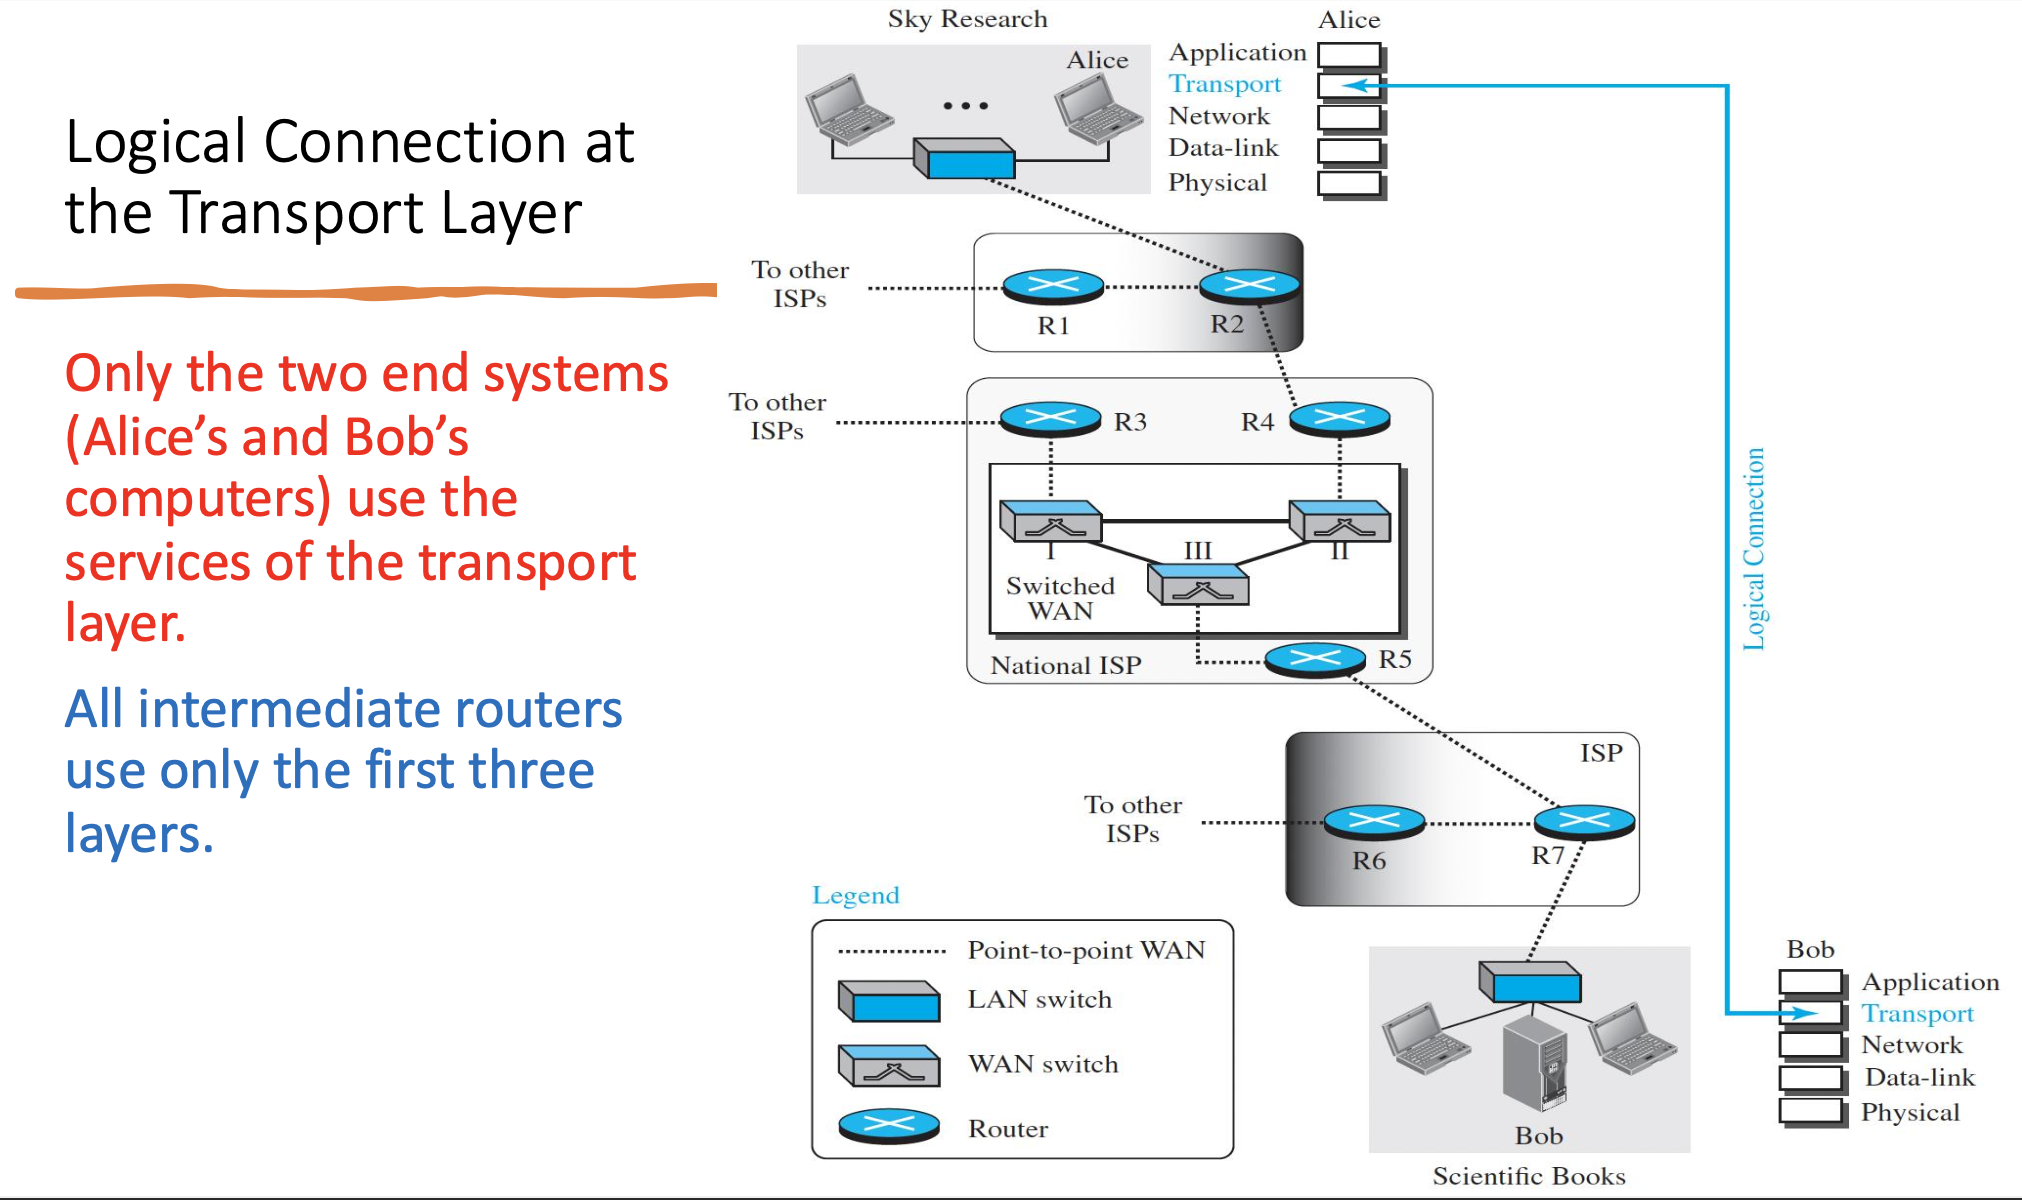 Logical Connection at
the Transport Layer
Only the two end systems
(Alice’s and Bob’s
computers) use the
services of the transport
layer.
All intermediate routers
use only the first three
layers.
Sky Research
Alice
Alice
Application
Transport
Network
Data-link
Physical
To other
ISPs
R1
R2
To other
ISPs
R3
R4
I
III
II
Switched
WAN
National ISP
R5
Logical Connection
ISP
To other
ISPs
R6
R7
Legend
Point-to-point WAN
LAN switch
WAN switch
Router
Bob
Scientific Books
Bob
Application
Transport
Network
Data-link
Physical